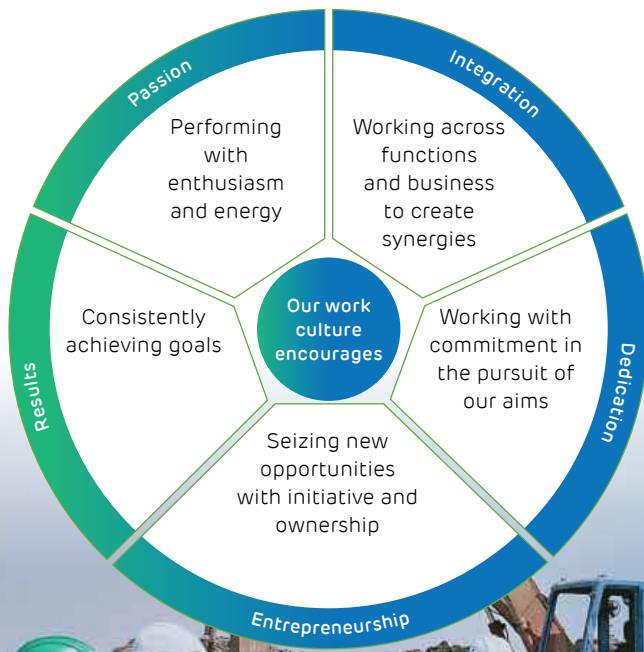 Passion
Performing
with
enthusiasm
and energy
Integration
Working across
functions
and business
to create
synergies
Our work
culture
encourages
Consistently
achieving goals
Results
Working with
commitment in
the pursuit of
our aims
Dedication
Seizing new
opportunities
with initiative and
ownership
Entrepreneurship